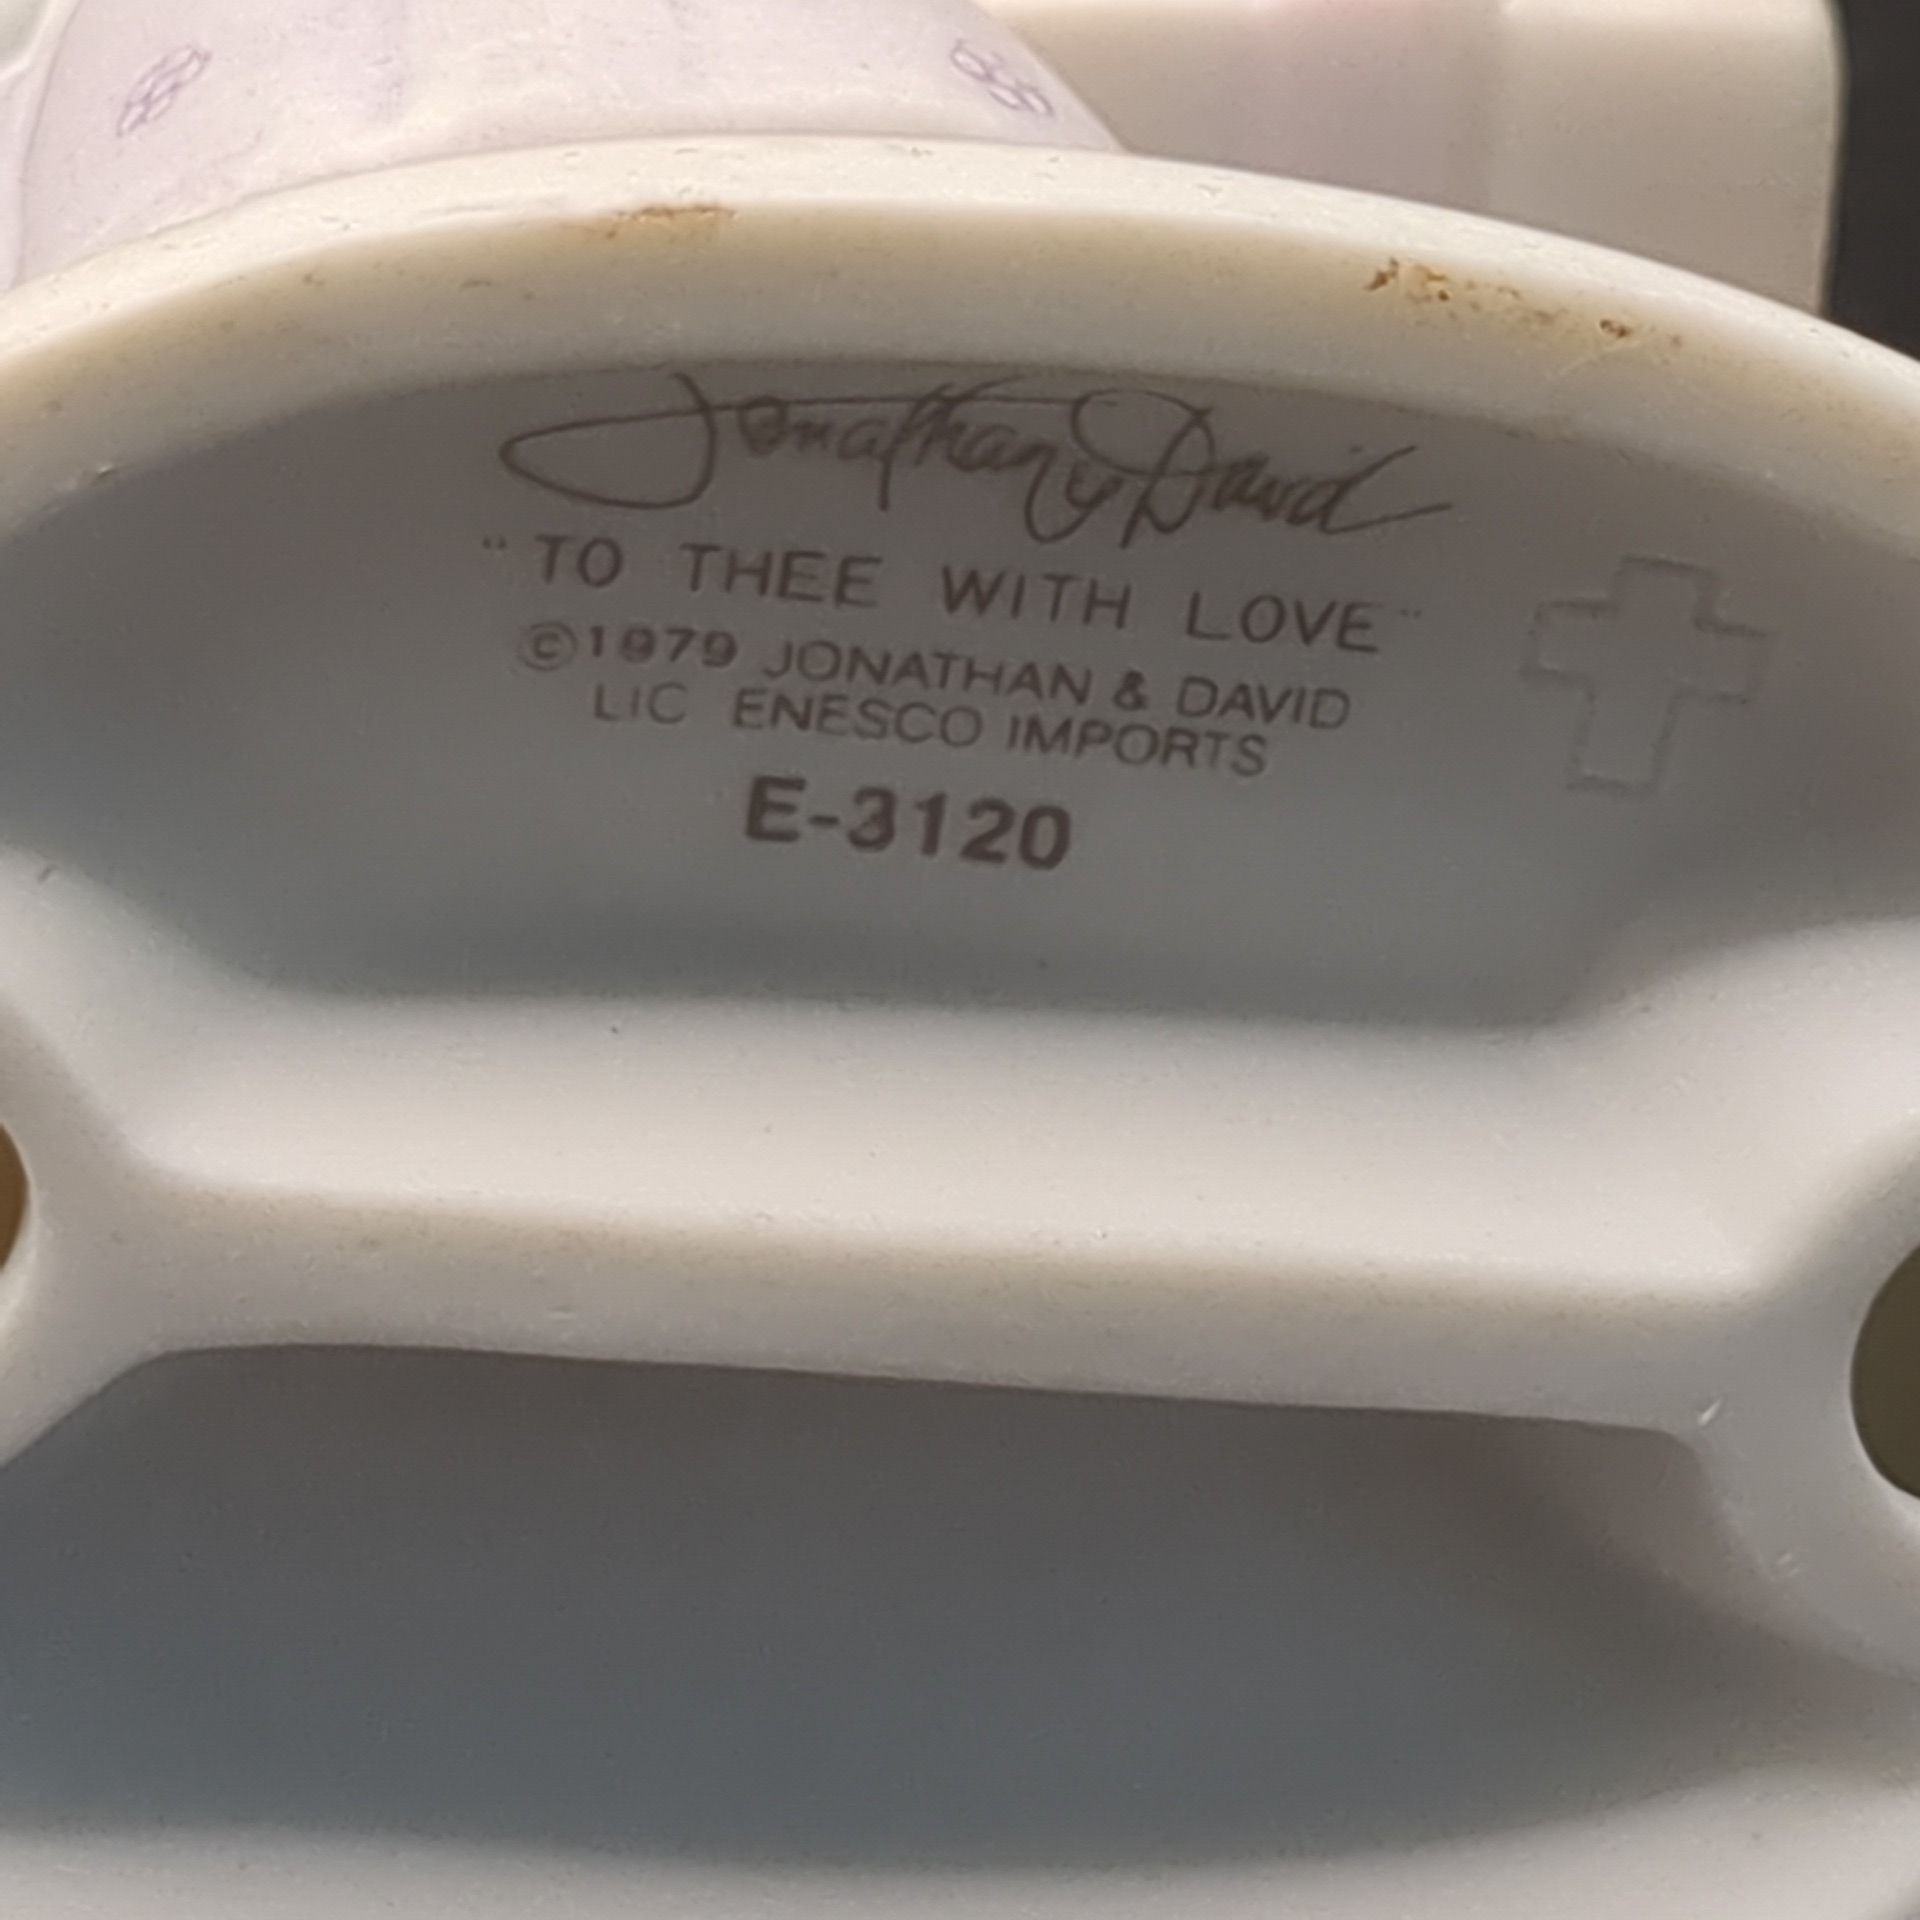 Jonathan & David
"TO THEE WITH LOVE"
©1979 JONATHAN & DAVID
LIC ENESCO IMPORTS
E-3120